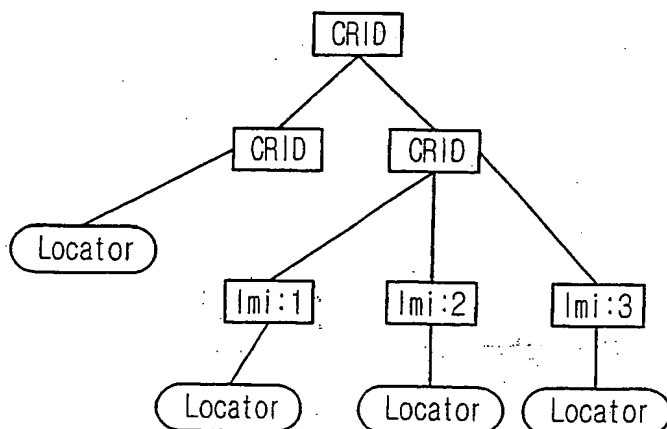 CRID
CRID
CRID
Locator
Imi:1
Imi:2
Imi:3
Locator
Locator
Locator